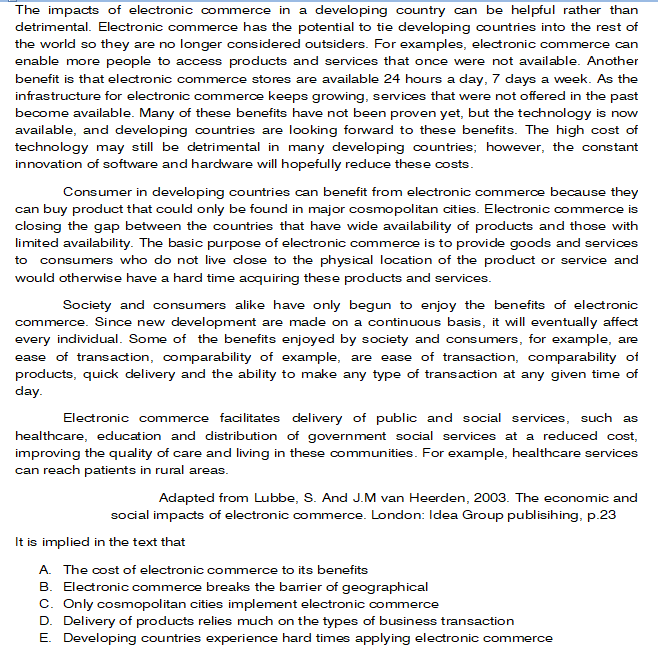 The impacts of electronic commerce in a developing country can be helpful rather than
detrimental. Electronic commerce has the potential to tie developing countries into the rest of
the world so they are no longer considered outsiders. For examples, electronic commerce can
enable more people to access products and services that once were not available. Another
benefit is that electronic commerce stores are available 24 hours a day, 7 days a week. As the
infrastructure for electronic commerce keeps growing, services that were not offered in the past
become available. Many of these benefits have not been proven yet, but the technology is now
available, and developing countries are looking forward to these benefits. The high cost of
technology may still be detrimental in many developing countries; however, the constant
innovation of software and hardware will hopefully reduce these costs.
Consumer in developing countries can benefit from electronic commerce because they
can buy product that could only be found in major cosmopolitan cities. Electronic commerce is
closing the gap between the countries that have wide availability of products and those with
limited availability. The basic purpose of electronic commerce is to provide goods and services
to consumers who do not live close to the physical location of the product or service and
would otherwise have a hard time acquiring these products and services.
Society and consumers alike have only begun to enjoy the benefits of electronic
commerce. Since new development are made on a continuous basis, it will eventually affect
every individual. Some of the benefits enjoyed by society and consumers, for example, are
ease of transaction, comparability of example, are ease of transaction, comparability of
products, quick delivery and the ability to make any type of transaction at any given time of
day.
Electronic commerce facilitates delivery of public and social services, such as
healthcare, education and distribution of government social services at a reduced cost,
improving the quality of care and living in these communities. For example, healthcare services
can reach patients in rural areas.
Adapted from Lubbe, S. And J.M van Heerden, 2003. The economic and
social impacts of electronic commerce. London: Idea Group publisihing, p.23
It is implied in the text that
A. The cost of electronic commerce to its benefits
B. Electronic commerce breaks the barrier of geographical
C. Only cosmopolitan cities implement electronic commerce
D. Delivery of products relies much on the types of business transaction
E. Developing countries experience hard times applying electronic commerce